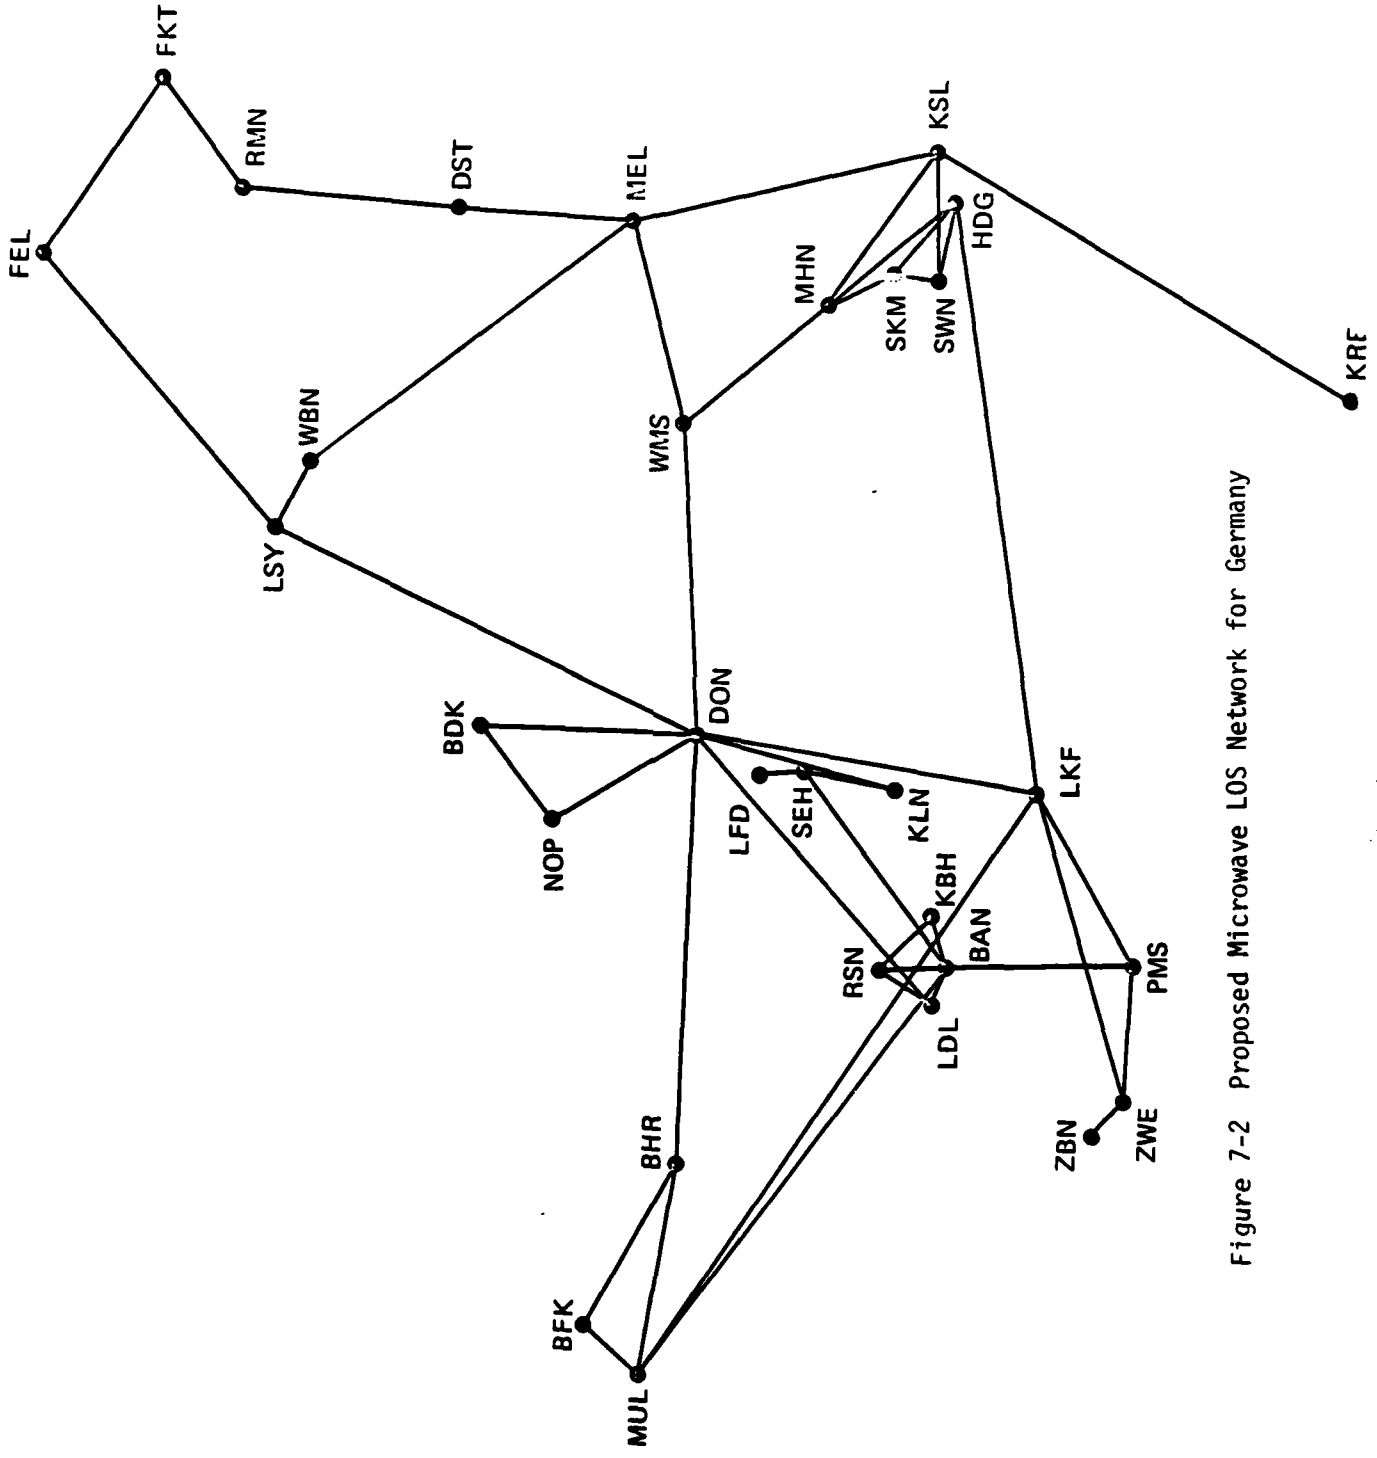 FKT
FEL
RMN
DST
MEL
KSL
HDG
MHN
SKM
SWN
KRE
WBN
WMS
LSY
DON
BDK
LFD
SEH
KLN
LKF
NOP
KBH
BAN
RSN
PMS
LDL
ZBN
ZWE
BHR
BFK
MUL
Figure 7-2 Proposed Microwave LOS Network for Germany